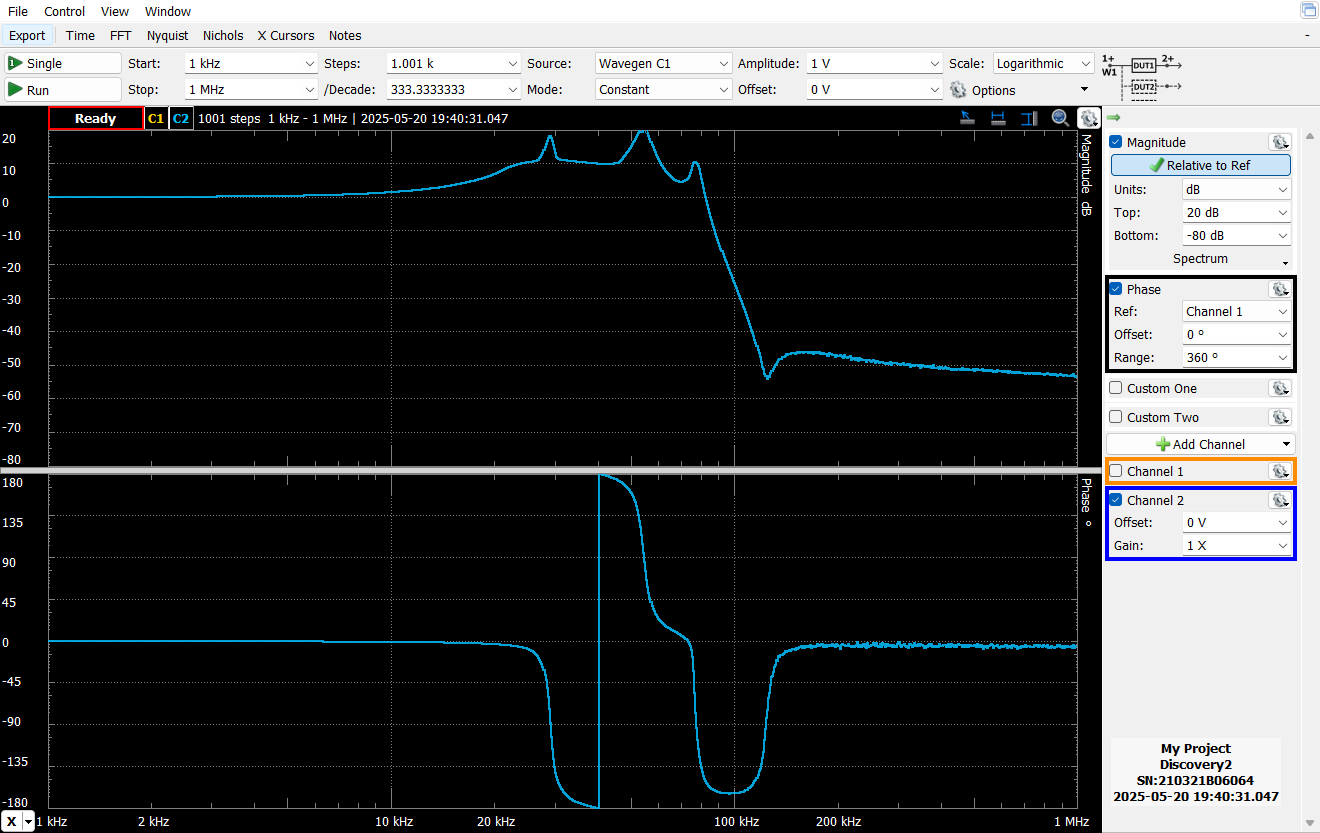 File Control View Window
Export Time FFT Nyquist Nichols X Cursors Notes
Single Start: 1 kHz Steps: 1.001 k Source: Wavegen C1 Amplitude: 1 V Scale: Logarithmic
Run Stop: 1 MHz /Decade: 333.3333333 Mode: Constant Offset: 0 V Options
1+ W1 DUT1 2+
DUT2
Ready C1 C2 1001 steps 1 kHz - 1 MHz | 2025-05-20 19:40:31.047
20
10
0
-10
-20
-30
-40
-50
-60
-70
-80
Magnitude dB
180
135
90
45
0
-45
-90
-135
-180
Phase °
X 1 kHz 2 kHz 10 kHz 20 kHz 100 kHz 200 kHz 1 MHz
Magnitude
Relative to Ref
Units: dB
Top: 20 dB
Bottom: -80 dB
Spectrum
Phase
Ref: Channel 1
Offset: 0 °
Range: 360 °
Custom One
Custom Two
Add Channel
Channel 1
Channel 2
Offset: 0 V
Gain: 1 X
My Project
Discovery2
SN:210321B06064
2025-05-20 19:40:31.047